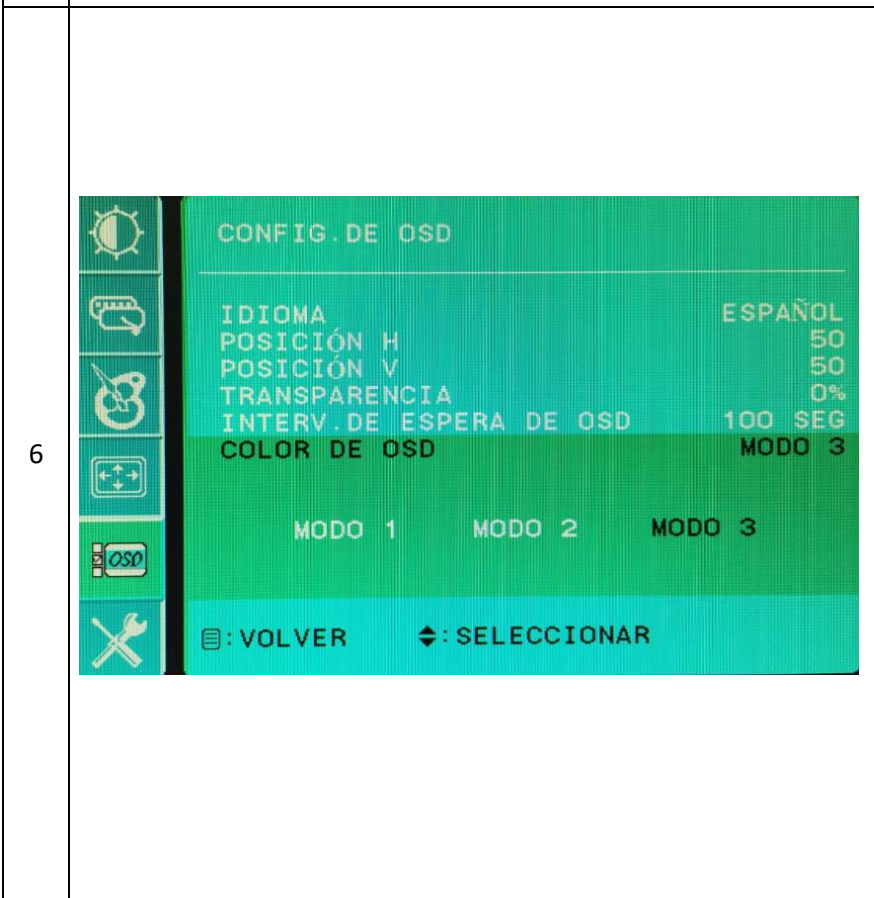 6
CONFIG.DE OSD
IDIOMA ESPAÑOL
POSICIÓN H 50
POSICIÓN V 50
TRANSPARENCIA 0%
INTERV.DE ESPERA DE OSD 100 SEG
COLOR DE OSD MODO 3
MODO 1 MODO 2 MODO 3
OSD
:VOLVER :SELECCIONAR